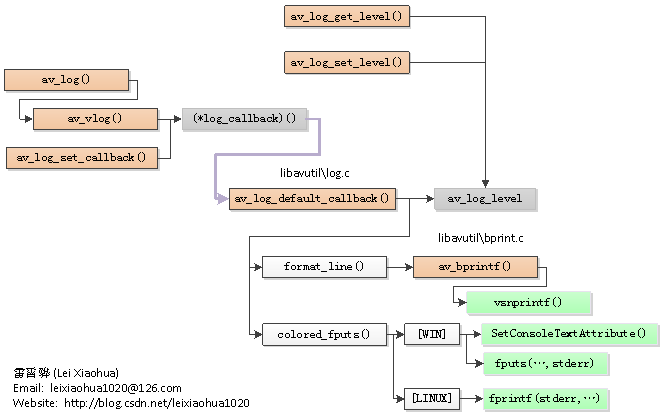 av_log_get_level()
av_log_set_level()
av_log()
av_vlog()
(*log_callback)()
av_log_set_callback()
libavutil\log.c
av_log_default_callback()
av_log_level
libavutil\bprint.c
format_line()
av_bprintf()
vsnprintf()
colored_fputs()
[WIN]
SetConsoleTextAttribute()
fputs(…,stderr)
[LINUX]
fprintf(stderr,…)
雷霄骅 (Lei Xiaohua)
Email: leixiaohua1020@126.com
Website: http://blog.csdn.net/leixiaohua1020